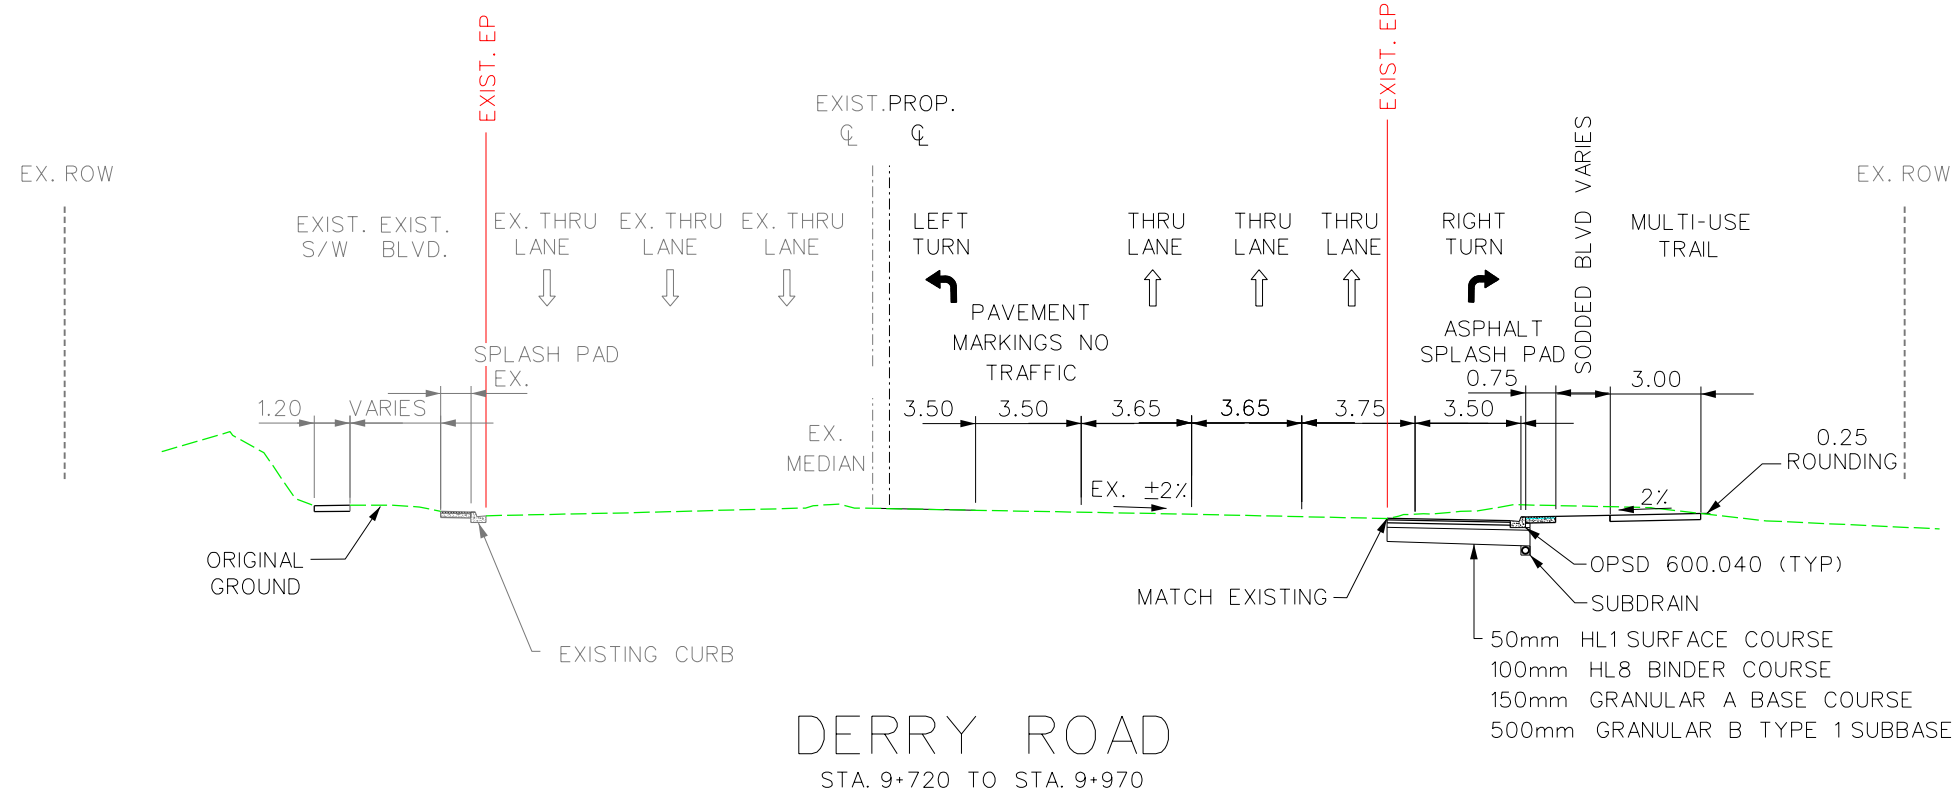 EXIST. EP
EXIST. EP
EXIST. PROP.
℄ ℄
EX. ROW
EX. ROW
EXIST. EXIST.
S/W BLVD.
EX. THRU
LANE
EX. THRU
LANE
EX. THRU
LANE
LEFT
TURN
THRU
LANE
THRU
LANE
THRU
LANE
RIGHT
TURN
SODDED BLVD VARIES
MULTI-USE
TRAIL
PAVEMENT
MARKINGS NO
TRAFFIC
SPLASH PAD
EX.
ASPHALT
SPLASH PAD
0.75
3.00
1.20
VARIES
3.50
3.50
3.65
3.65
3.75
3.50
EX.
MEDIAN
EX. ±2%
2%
0.25
ROUNDING
ORIGINAL
GROUND
EXISTING CURB
MATCH EXISTING
OPSD 600.040 (TYP)
SUBDRAIN
50mm HL1 SURFACE COURSE
100mm HL8 BINDER COURSE
150mm GRANULAR A BASE COURSE
500mm GRANULAR B TYPE 1 SUBBASE
DERRY ROAD
STA. 9+720 TO STA. 9+970